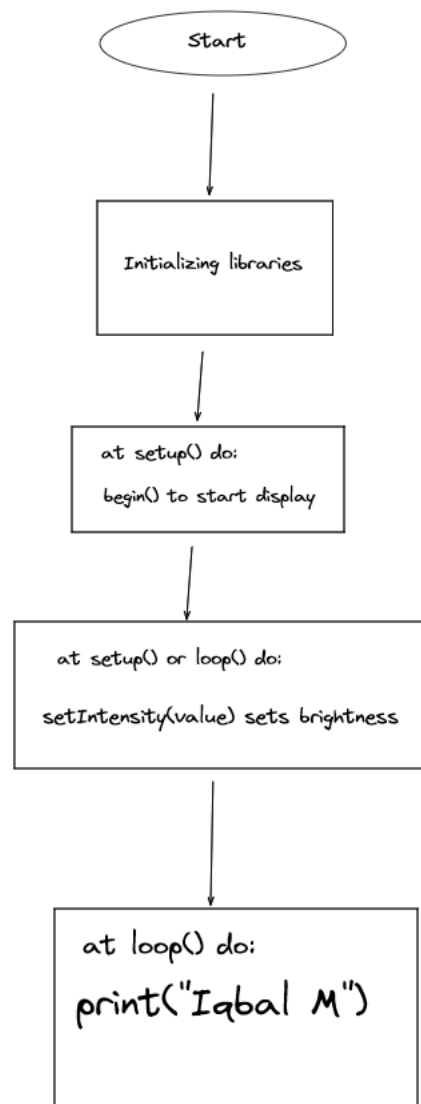 Start
Initializing libraries
at setup() do:
begin() to start display
at setup() or loop() do:
setIntensity(value) sets brightness
at loop() do:
print("Iqbal M")